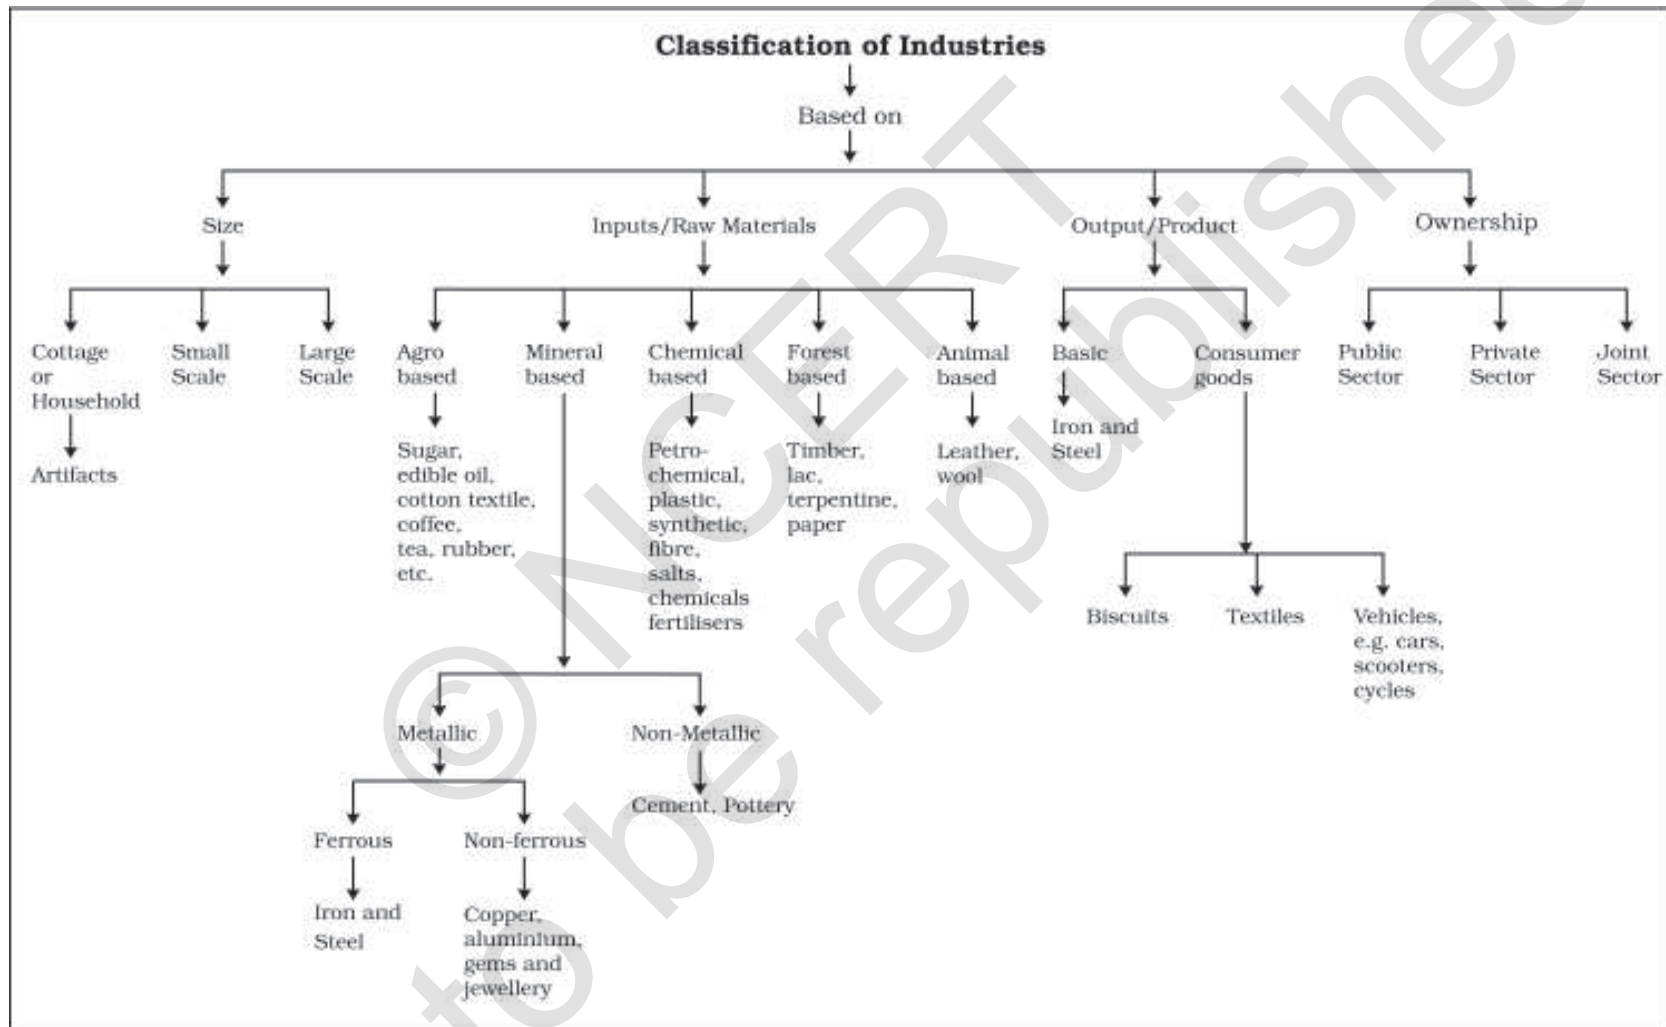 Classification of Industries
Based on
Size
Inputs/Raw Materials
Output/Product
Ownership
Cottage
or
Household
Small
Scale
Large
Scale
Agro
based
Mineral
based
Chemical
based
Forest
based
Animal
based
Basic
Consumer
goods
Public
Sector
Private
Sector
Joint
Sector
Artifacts
Sugar,
edible oil,
cotton textile,
coffee,
tea, rubber,
etc.
Petro-
chemical,
plastic,
synthetic,
fibre,
salts,
chemicals
fertilisers
Timber,
lac,
terpentine,
paper
Leather,
wool
Iron and
Steel
Biscuits
Textiles
Vehicles,
e.g. cars,
scooters,
cycles
Metallic
Non-Metallic
Cement, Pottery
Ferrous
Non-ferrous
Iron and
Steel
Copper,
aluminium,
gems and
jewellery
© NCERT
to be republished